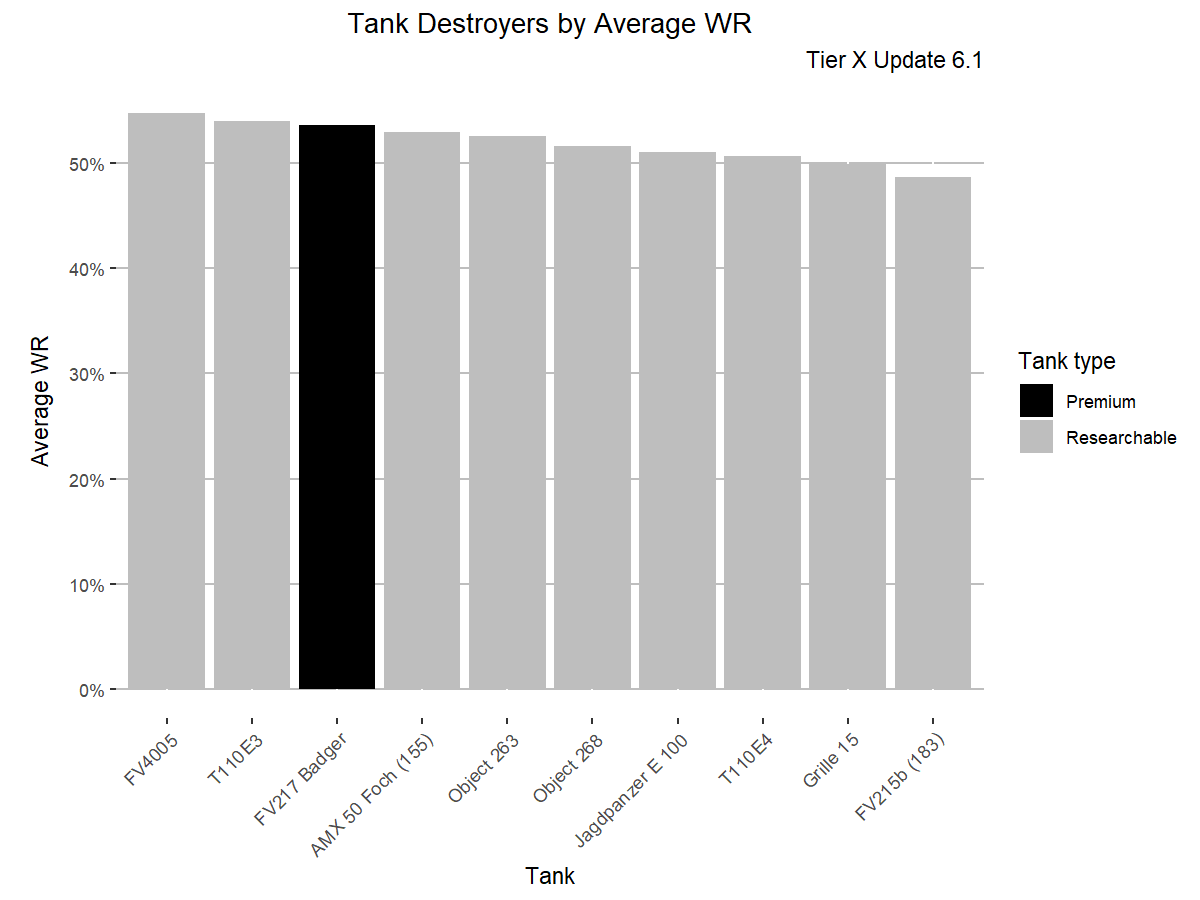 Tank Destroyers by Average WR
Tier X Update 6.1
Average WR
50%
40%
30%
20%
10%
0%
FV4005
T110E3
FV217 Badger
AMX 50 Foch (155)
Object 263
Object 268
Jagdpanzer E 100
T110E4
Grille 15
FV215b (183)
Tank
Tank type
Premium
Researchable